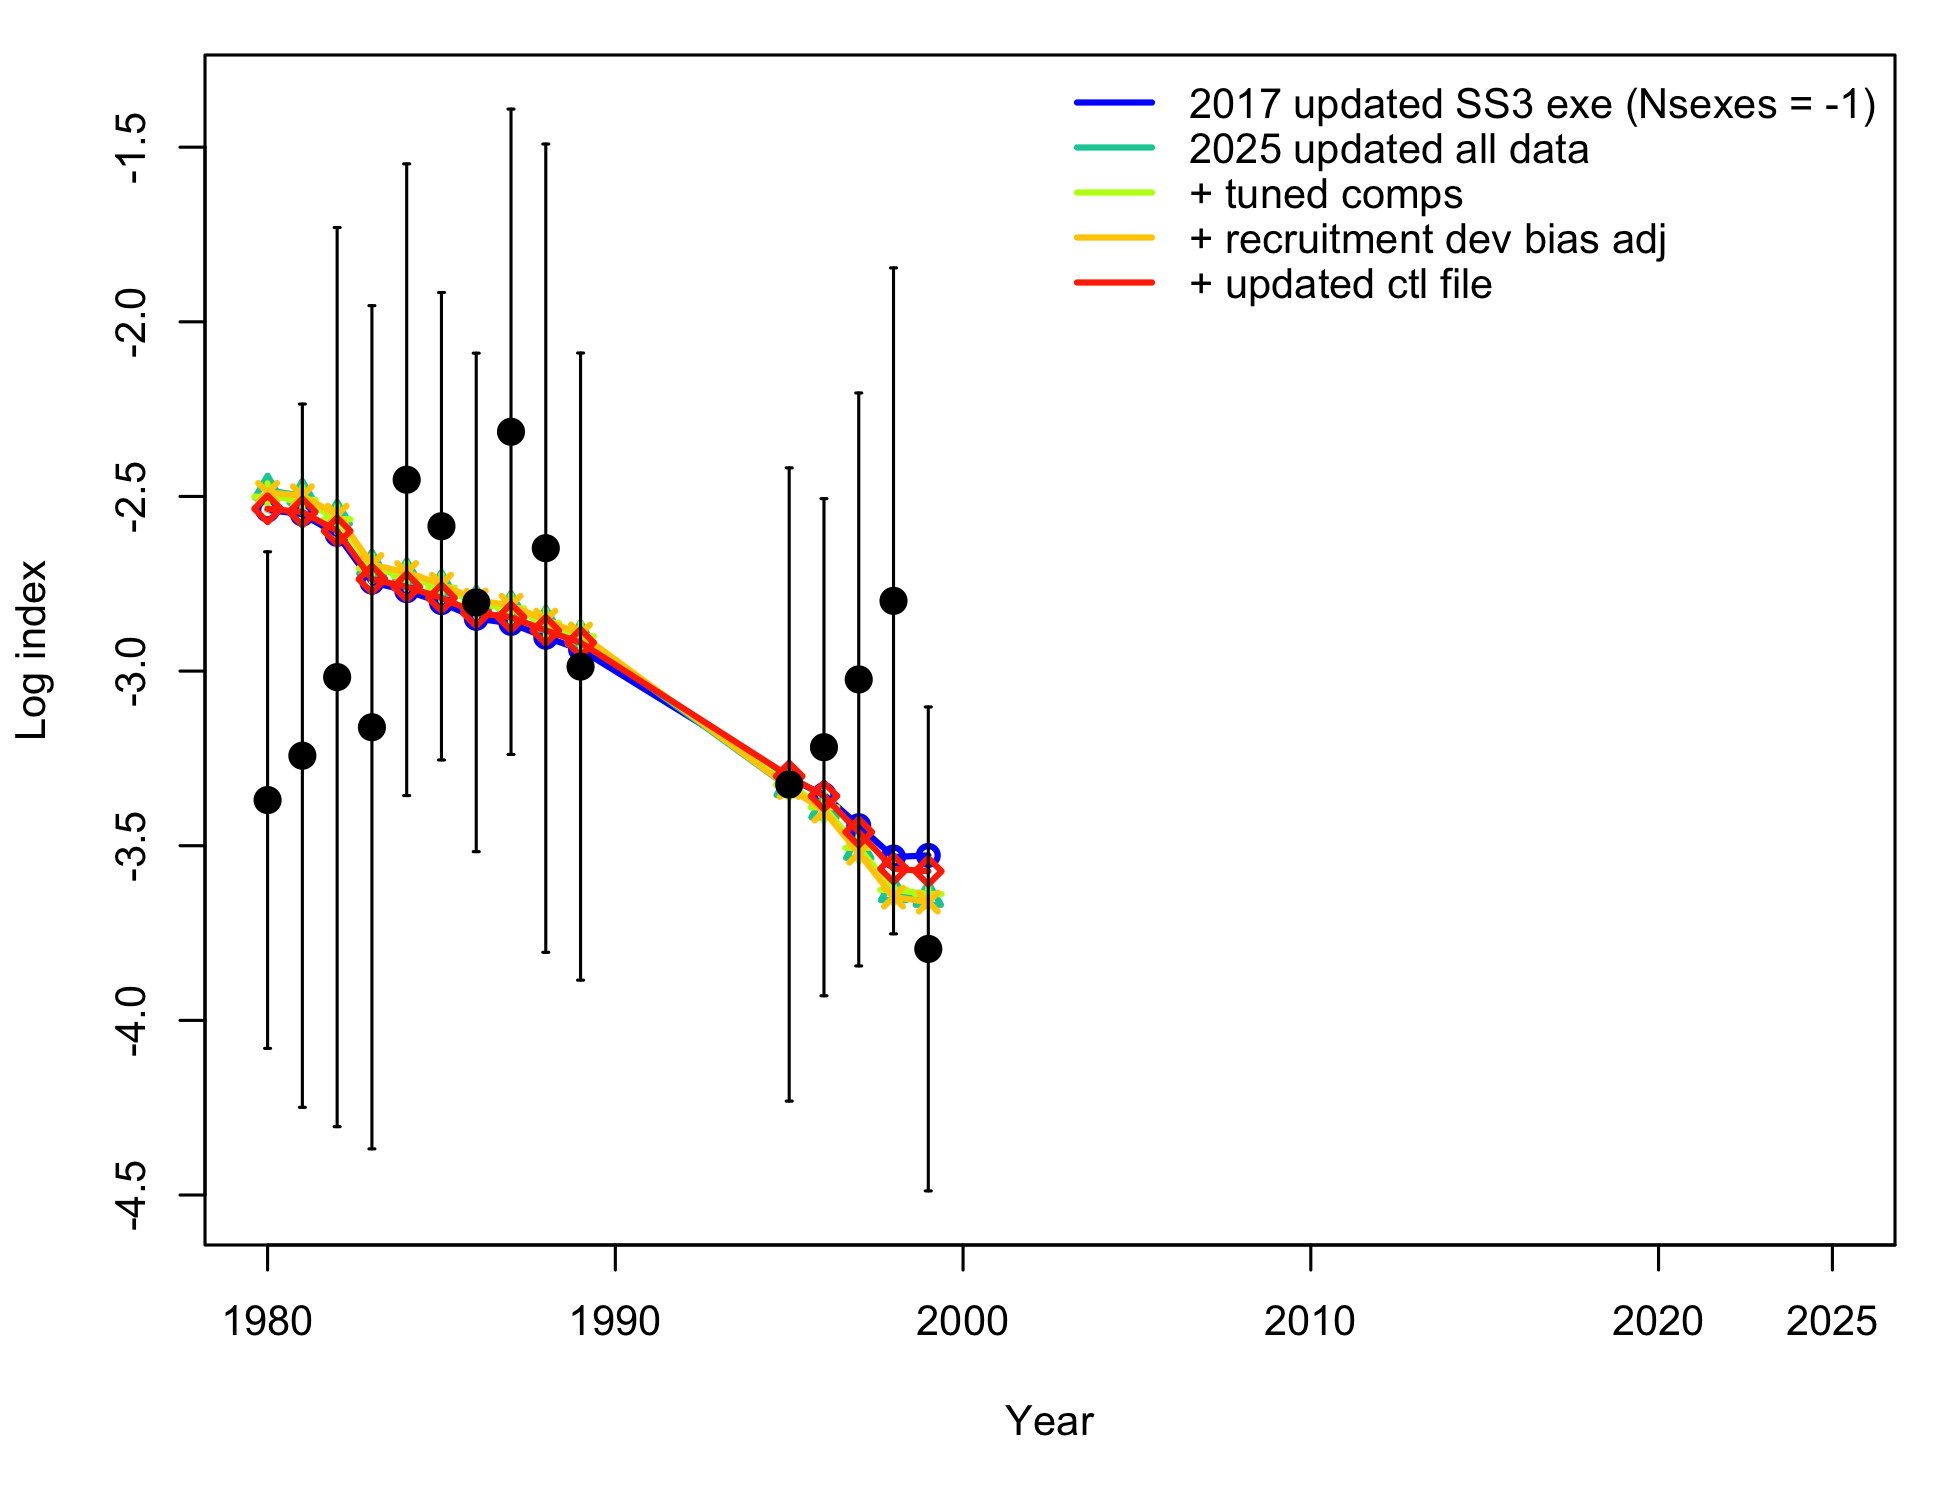 2017 updated SS3 exe (Nsexes = -1)
2025 updated all data
+ tuned comps
+ recruitment dev bias adj
+ updated ctl file
Log index
-1.5
-2.0
-2.5
-3.0
-3.5
-4.0
-4.5
1980 1990 2000 2010 2020 2025
Year